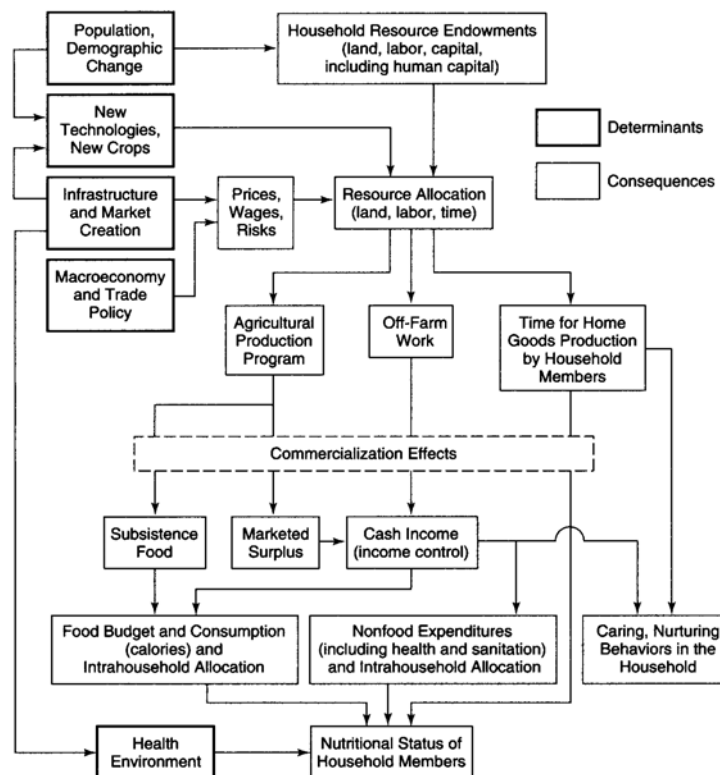 Population,
Demographic
Change
Household Resource Endowments
(land, labor, capital,
including human capital)
New
Technologies,
New Crops
Determinants
Consequences
Infrastructure
and Market
Creation
Prices,
Wages,
Risks
Resource Allocation
(land, labor, time)
Macroeconomy
and Trade
Policy
Agricultural
Production
Program
Off-Farm
Work
Time for Home
Goods Production
by Household
Members
Commercialization Effects
Subsistence
Food
Marketed
Surplus
Cash Income
(income control)
Food Budget and Consumption
(calories) and
Intrahousehold Allocation
Nonfood Expenditures
(including health and sanitation)
and Intrahousehold Allocation
Caring, Nurturing
Behaviors in the
Household
Health
Environment
Nutritional Status of
Household Members